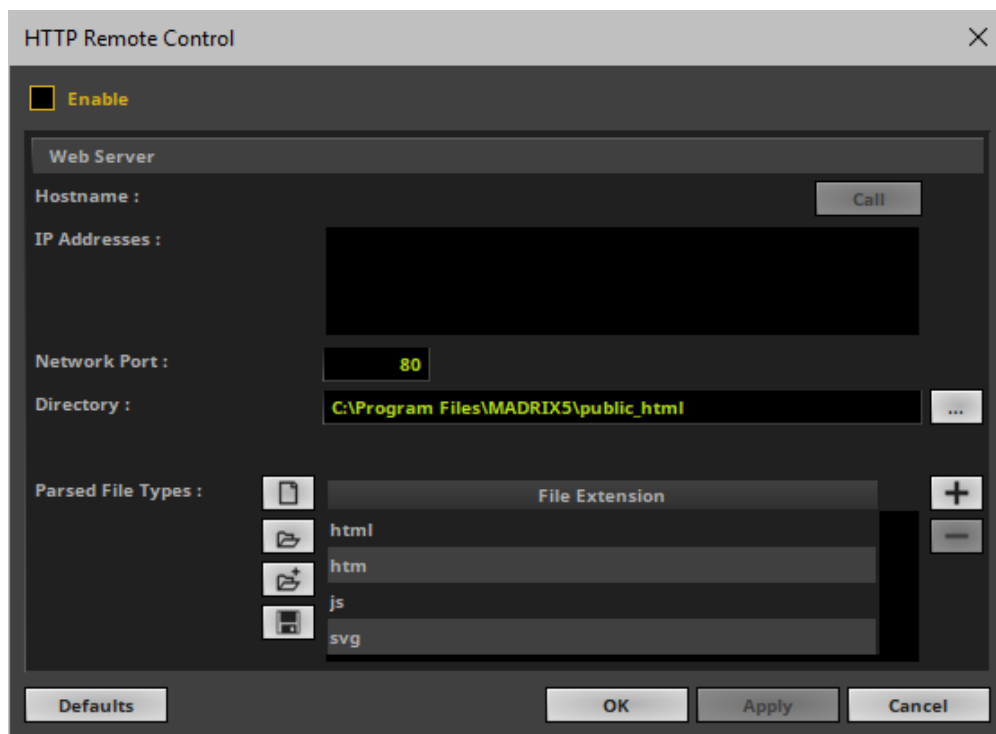 HTTP Remote Control
Enable
Web Server
Hostname :
Call
IP Addresses :
Network Port :
80
Directory :
C:\Program Files\MADRIX5\public_html
...
Parsed File Types :
File Extension
html
htm
js
svg
Defaults
OK
Apply
Cancel